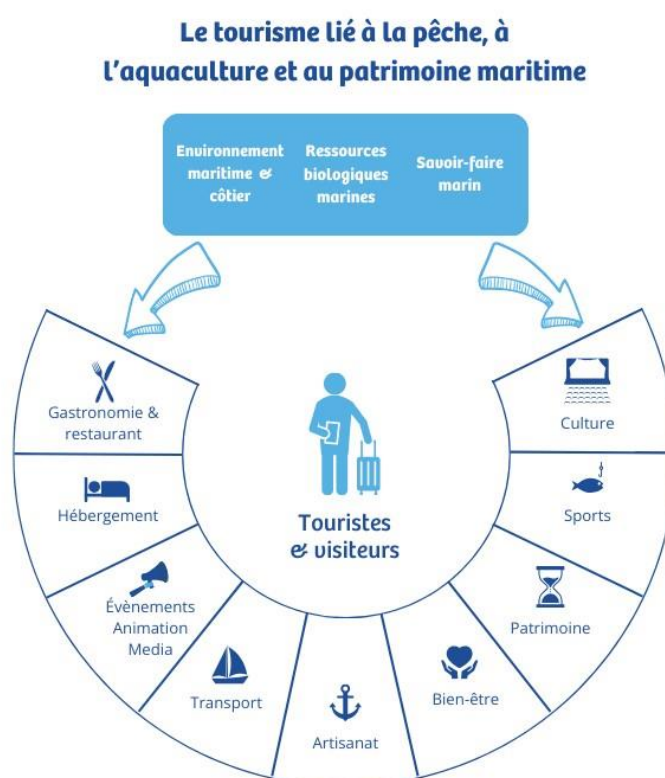 Le tourisme lié à la pêche, à
l'aquaculture et au patrimoine maritime
Environnement
maritime &
côtier
Ressources
biologiques
marines
Savoir-faire
marin
Gastronomie &
restaurant
Hébergement
Évènements
Animation
Media
Transport
Artisanat
Bien-être
Patrimoine
Sports
Culture
Touristes
& visiteurs